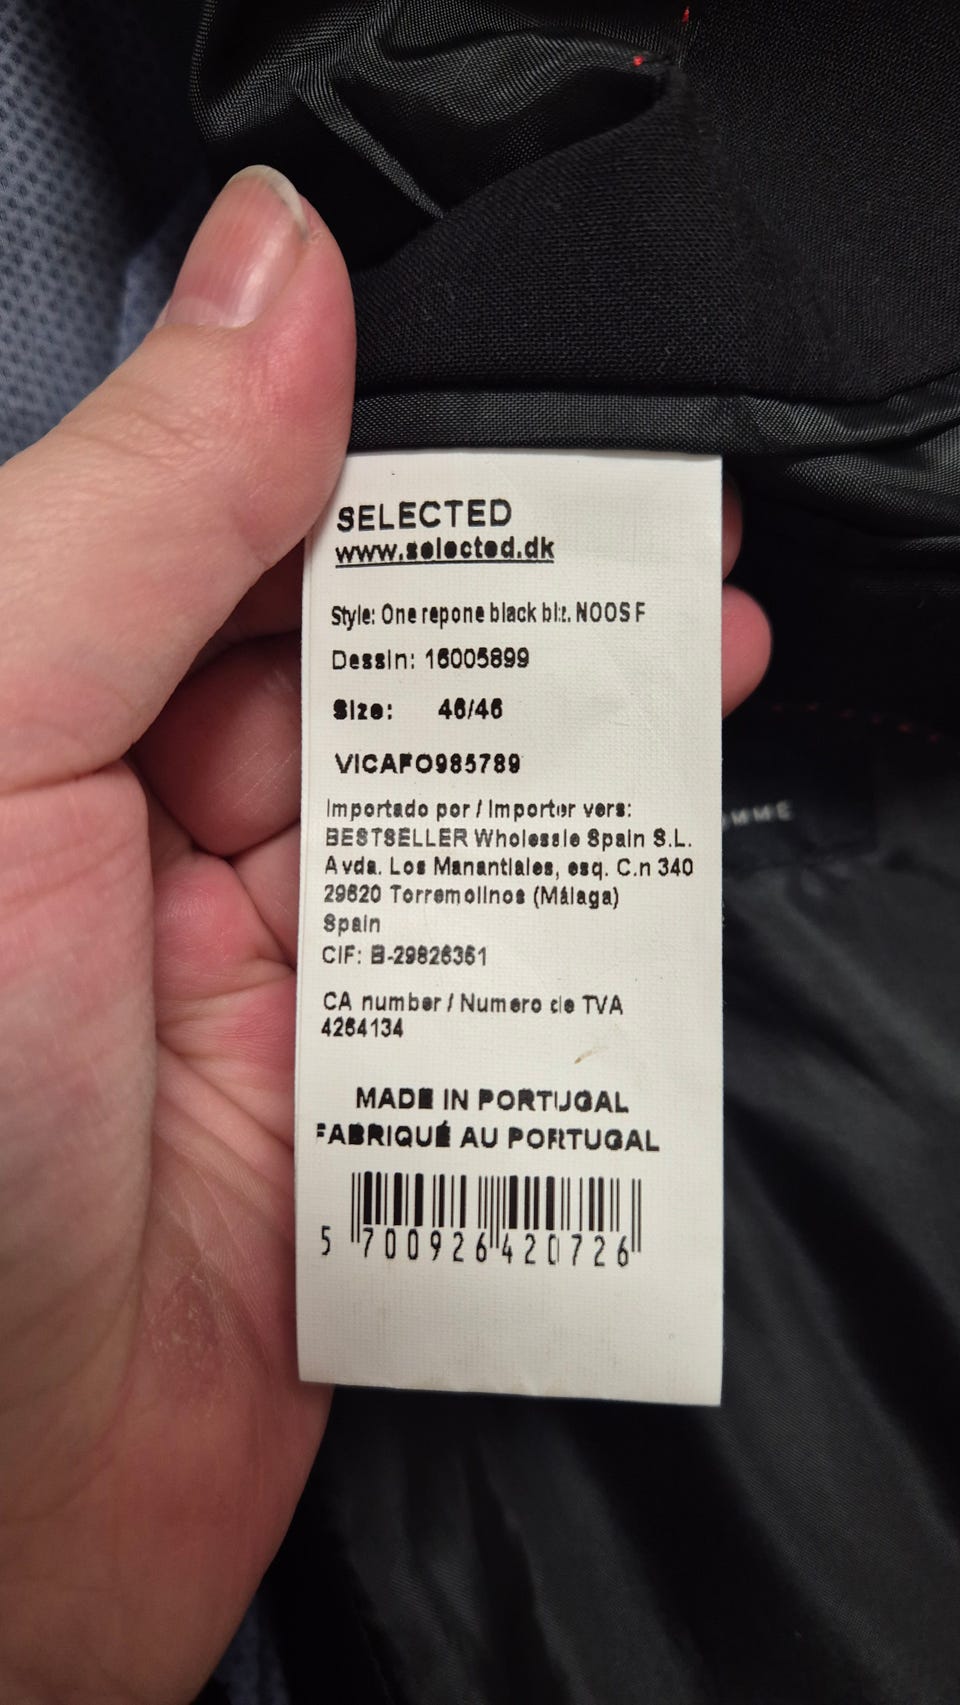 SELECTED
www.selected.dk
Style: One repone black blz. NOOS F
Dessin: 16005899
Size: 46/46
VICAFO985789
Importado por / Importer vers:
BESTSELLER Wholessle Spain S.L.
Avda. Los Manantiales, esq. C.n 340
29620 Torremolinos (Málaga)
Spain
CIF: B-29826361
CA number / Numero de TVA
4264134
MADE IN PORTUGAL
FABRIQUÉ AU PORTUGAL
5 700926 420726